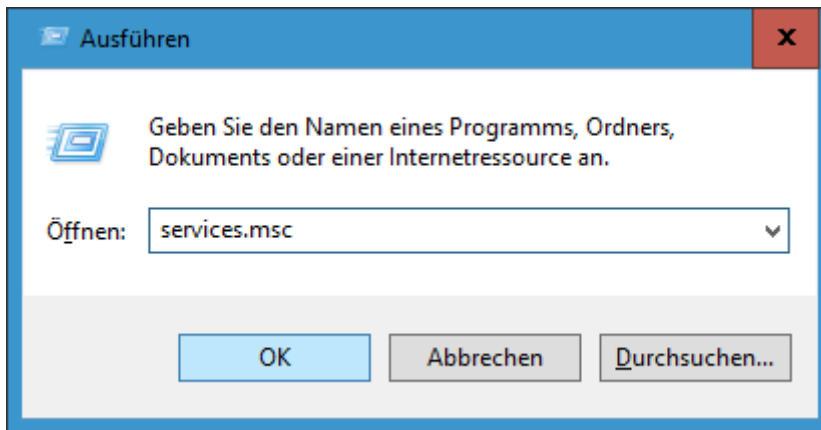 Ausführen
x
Geben Sie den Namen eines Programms, Ordners,
Dokuments oder einer Internetressource an.
Öffnen: services.msc
OK Abbrechen Durchsuchen...